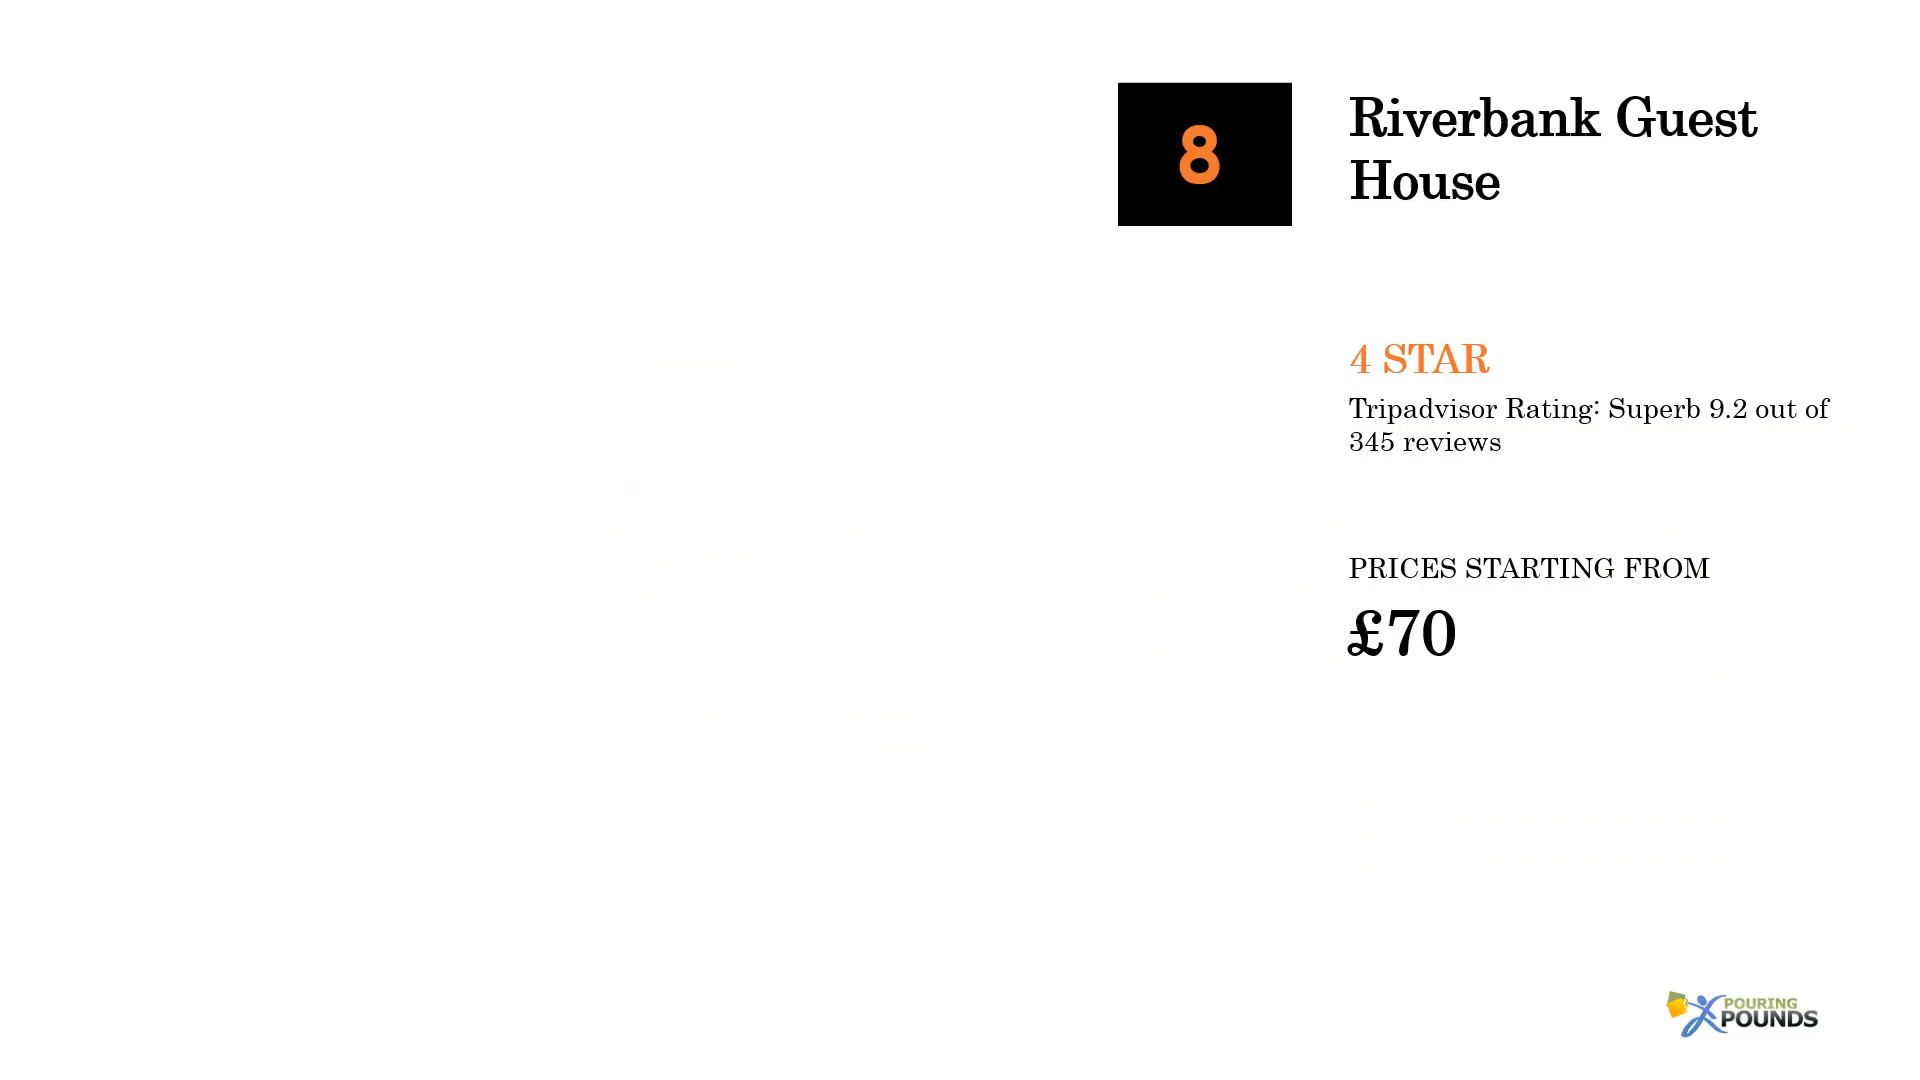 8
Riverbank Guest
House
4 STAR
Tripadvisor Rating: Superb 9.2 out of
345 reviews
PRICES STARTING FROM
£70
POURING
POUNDS